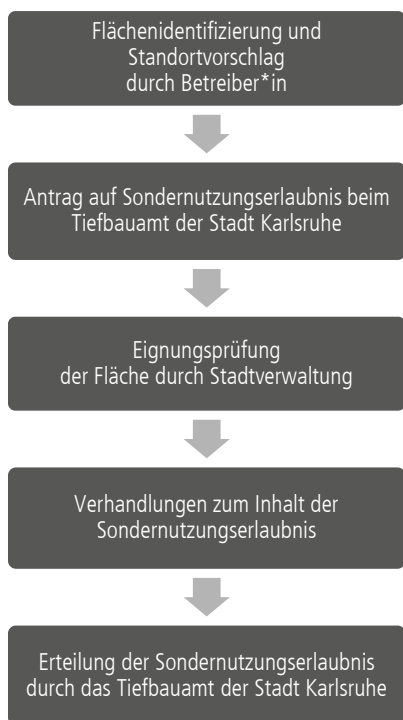 Flächenidentifizierung und
Standortvorschlag
durch Betreiber*in
Antrag auf Sondernutzungserlaubnis beim
Tiefbauamt der Stadt Karlsruhe
Eignungsprüfung
der Fläche durch Stadtverwaltung
Verhandlungen zum Inhalt der
Sondernutzungserlaubnis
Erteilung der Sondernutzungserlaubnis
durch das Tiefbauamt der Stadt Karlsruhe